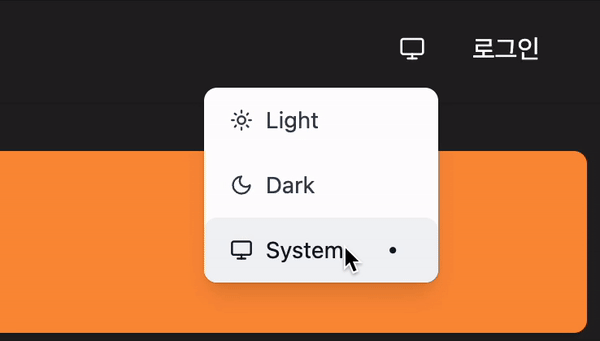 로그인
Light
Dark
System